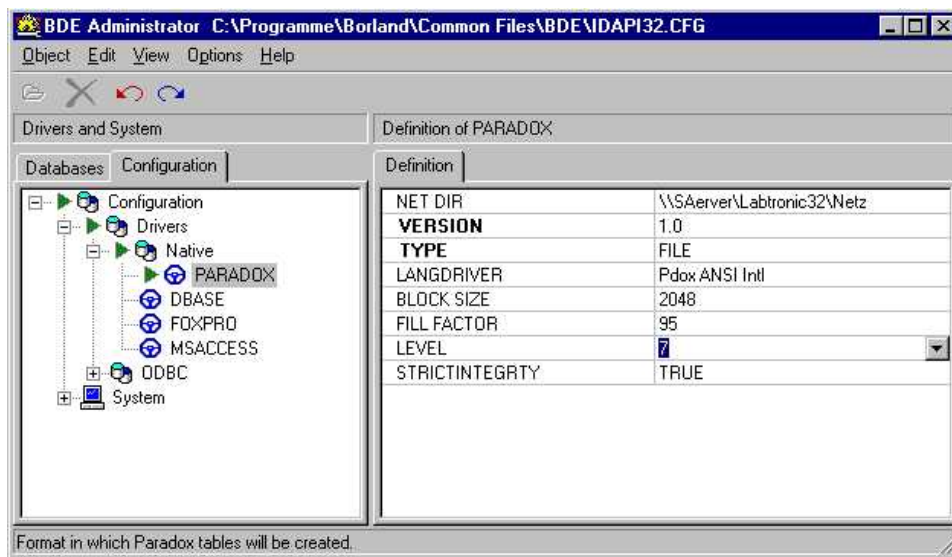 BDE Administrator C:\Programme\Borland\Common Files\BDE\IDAPI32.CFG
Object Edit View Options Help
Drivers and System
Definition of PARADOX
Databases Configuration
Definition
Configuration
Drivers
Native
PARADOX
DBASE
FOXPRO
MSACCESS
ODBC
System
NET DIR \\SAerver\Labtronic32\Netz
VERSION 1.0
TYPE FILE
LANGDRIVER Pdox ANSI Intl
BLOCK SIZE 2048
FILL FACTOR 95
LEVEL 7
STRICTINTEGRTY TRUE
Format in which Paradox tables will be created.